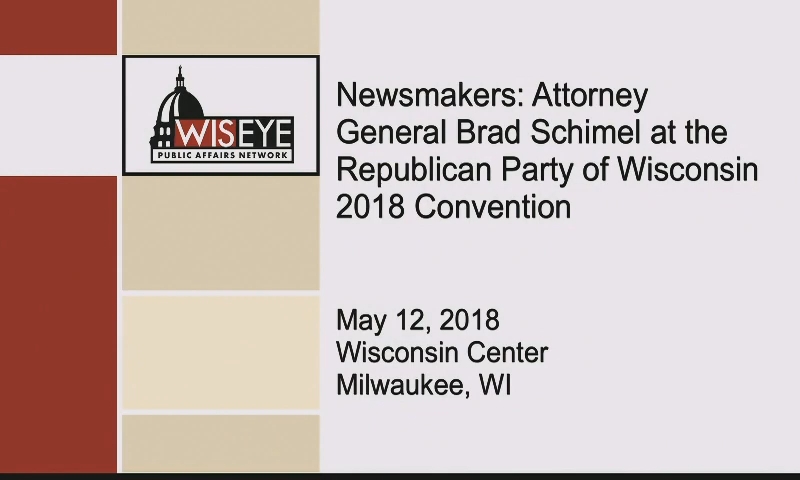 WISEYE
PUBLIC AFFAIRS NETWORK
Newsmakers: Attorney
General Brad Schimel at the
Republican Party of Wisconsin
2018 Convention
May 12, 2018
Wisconsin Center
Milwaukee, WI